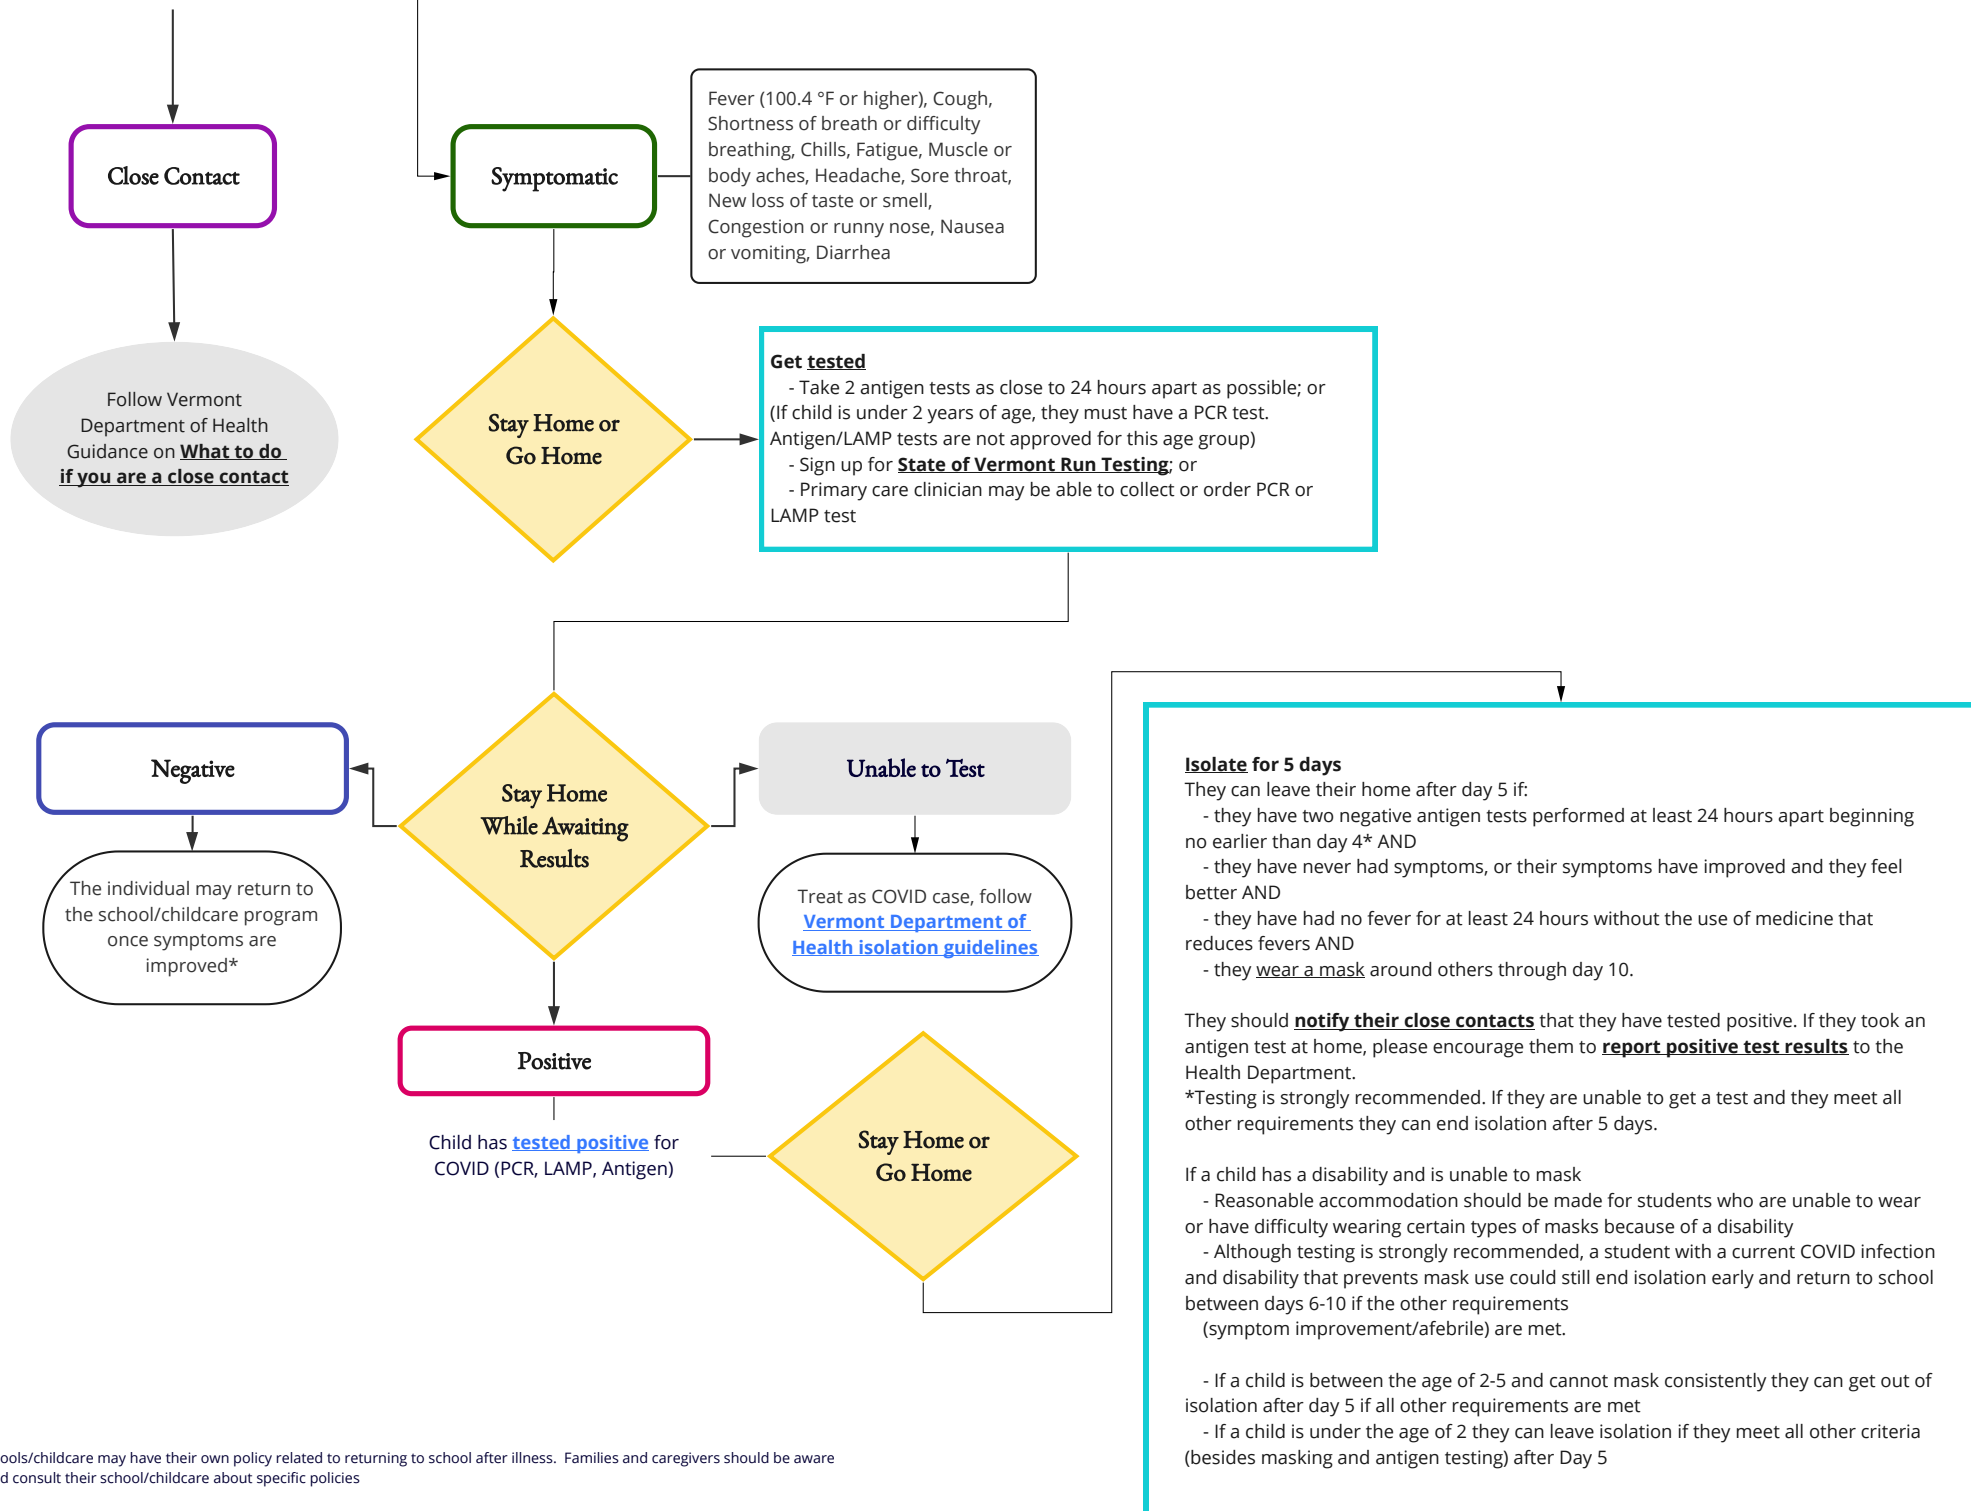 Close Contact
Symptomatic
Fever (100.4 °F or higher), Cough,
Shortness of breath or difficulty
breathing, Chills, Fatigue, Muscle or
body aches, Headache, Sore throat,
New loss of taste or smell,
Congestion or runny nose, Nausea
or vomiting, Diarrhea
Follow Vermont
Department of Health
Guidance on What to do
if you are a close contact
Stay Home or
Go Home
Get tested
- Take 2 antigen tests as close to 24 hours apart as possible; or
(If child is under 2 years of age, they must have a PCR test.
Antigen/LAMP tests are not approved for this age group)
- Sign up for State of Vermont Run Testing; or
- Primary care clinician may be able to collect or order PCR or
LAMP test
Negative
Stay Home
While Awaiting
Results
Unable to Test
The individual may return to
the school/childcare program
once symptoms are
improved*
Treat as COVID case, follow
Vermont Department of
Health isolation guidelines
Positive
Child has tested positive for
COVID (PCR, LAMP, Antigen)
Stay Home or
Go Home
Isolate for 5 days
They can leave their home after day 5 if:
- they have two negative antigen tests performed at least 24 hours apart beginning
no earlier than day 4* AND
- they have never had symptoms, or their symptoms have improved and they feel
better AND
- they have had no fever for at least 24 hours without the use of medicine that
reduces fevers AND
- they wear a mask around others through day 10.
They should notify their close contacts that they have tested positive. If they took an
antigen test at home, please encourage them to report positive test results to the
Health Department.
*Testing is strongly recommended. If they are unable to get a test and they meet all
other requirements they can end isolation after 5 days.
If a child has a disability and is unable to mask
- Reasonable accommodation should be made for students who are unable to wear
or have difficulty wearing certain types of masks because of a disability
- Although testing is strongly recommended, a student with a current COVID infection
and disability that prevents mask use could still end isolation early and return to school
between days 6-10 if the other requirements
(symptom improvement/afebrile) are met.
- If a child is between the age of 2-5 and cannot mask consistently they can get out of
isolation after day 5 if all other requirements are met
- If a child is under the age of 2 they can leave isolation if they meet all other criteria
(besides masking and antigen testing) after Day 5
ools/childcare may have their own policy related to returning to school after illness. Families and caregivers should be aware
d consult their school/childcare about specific policies